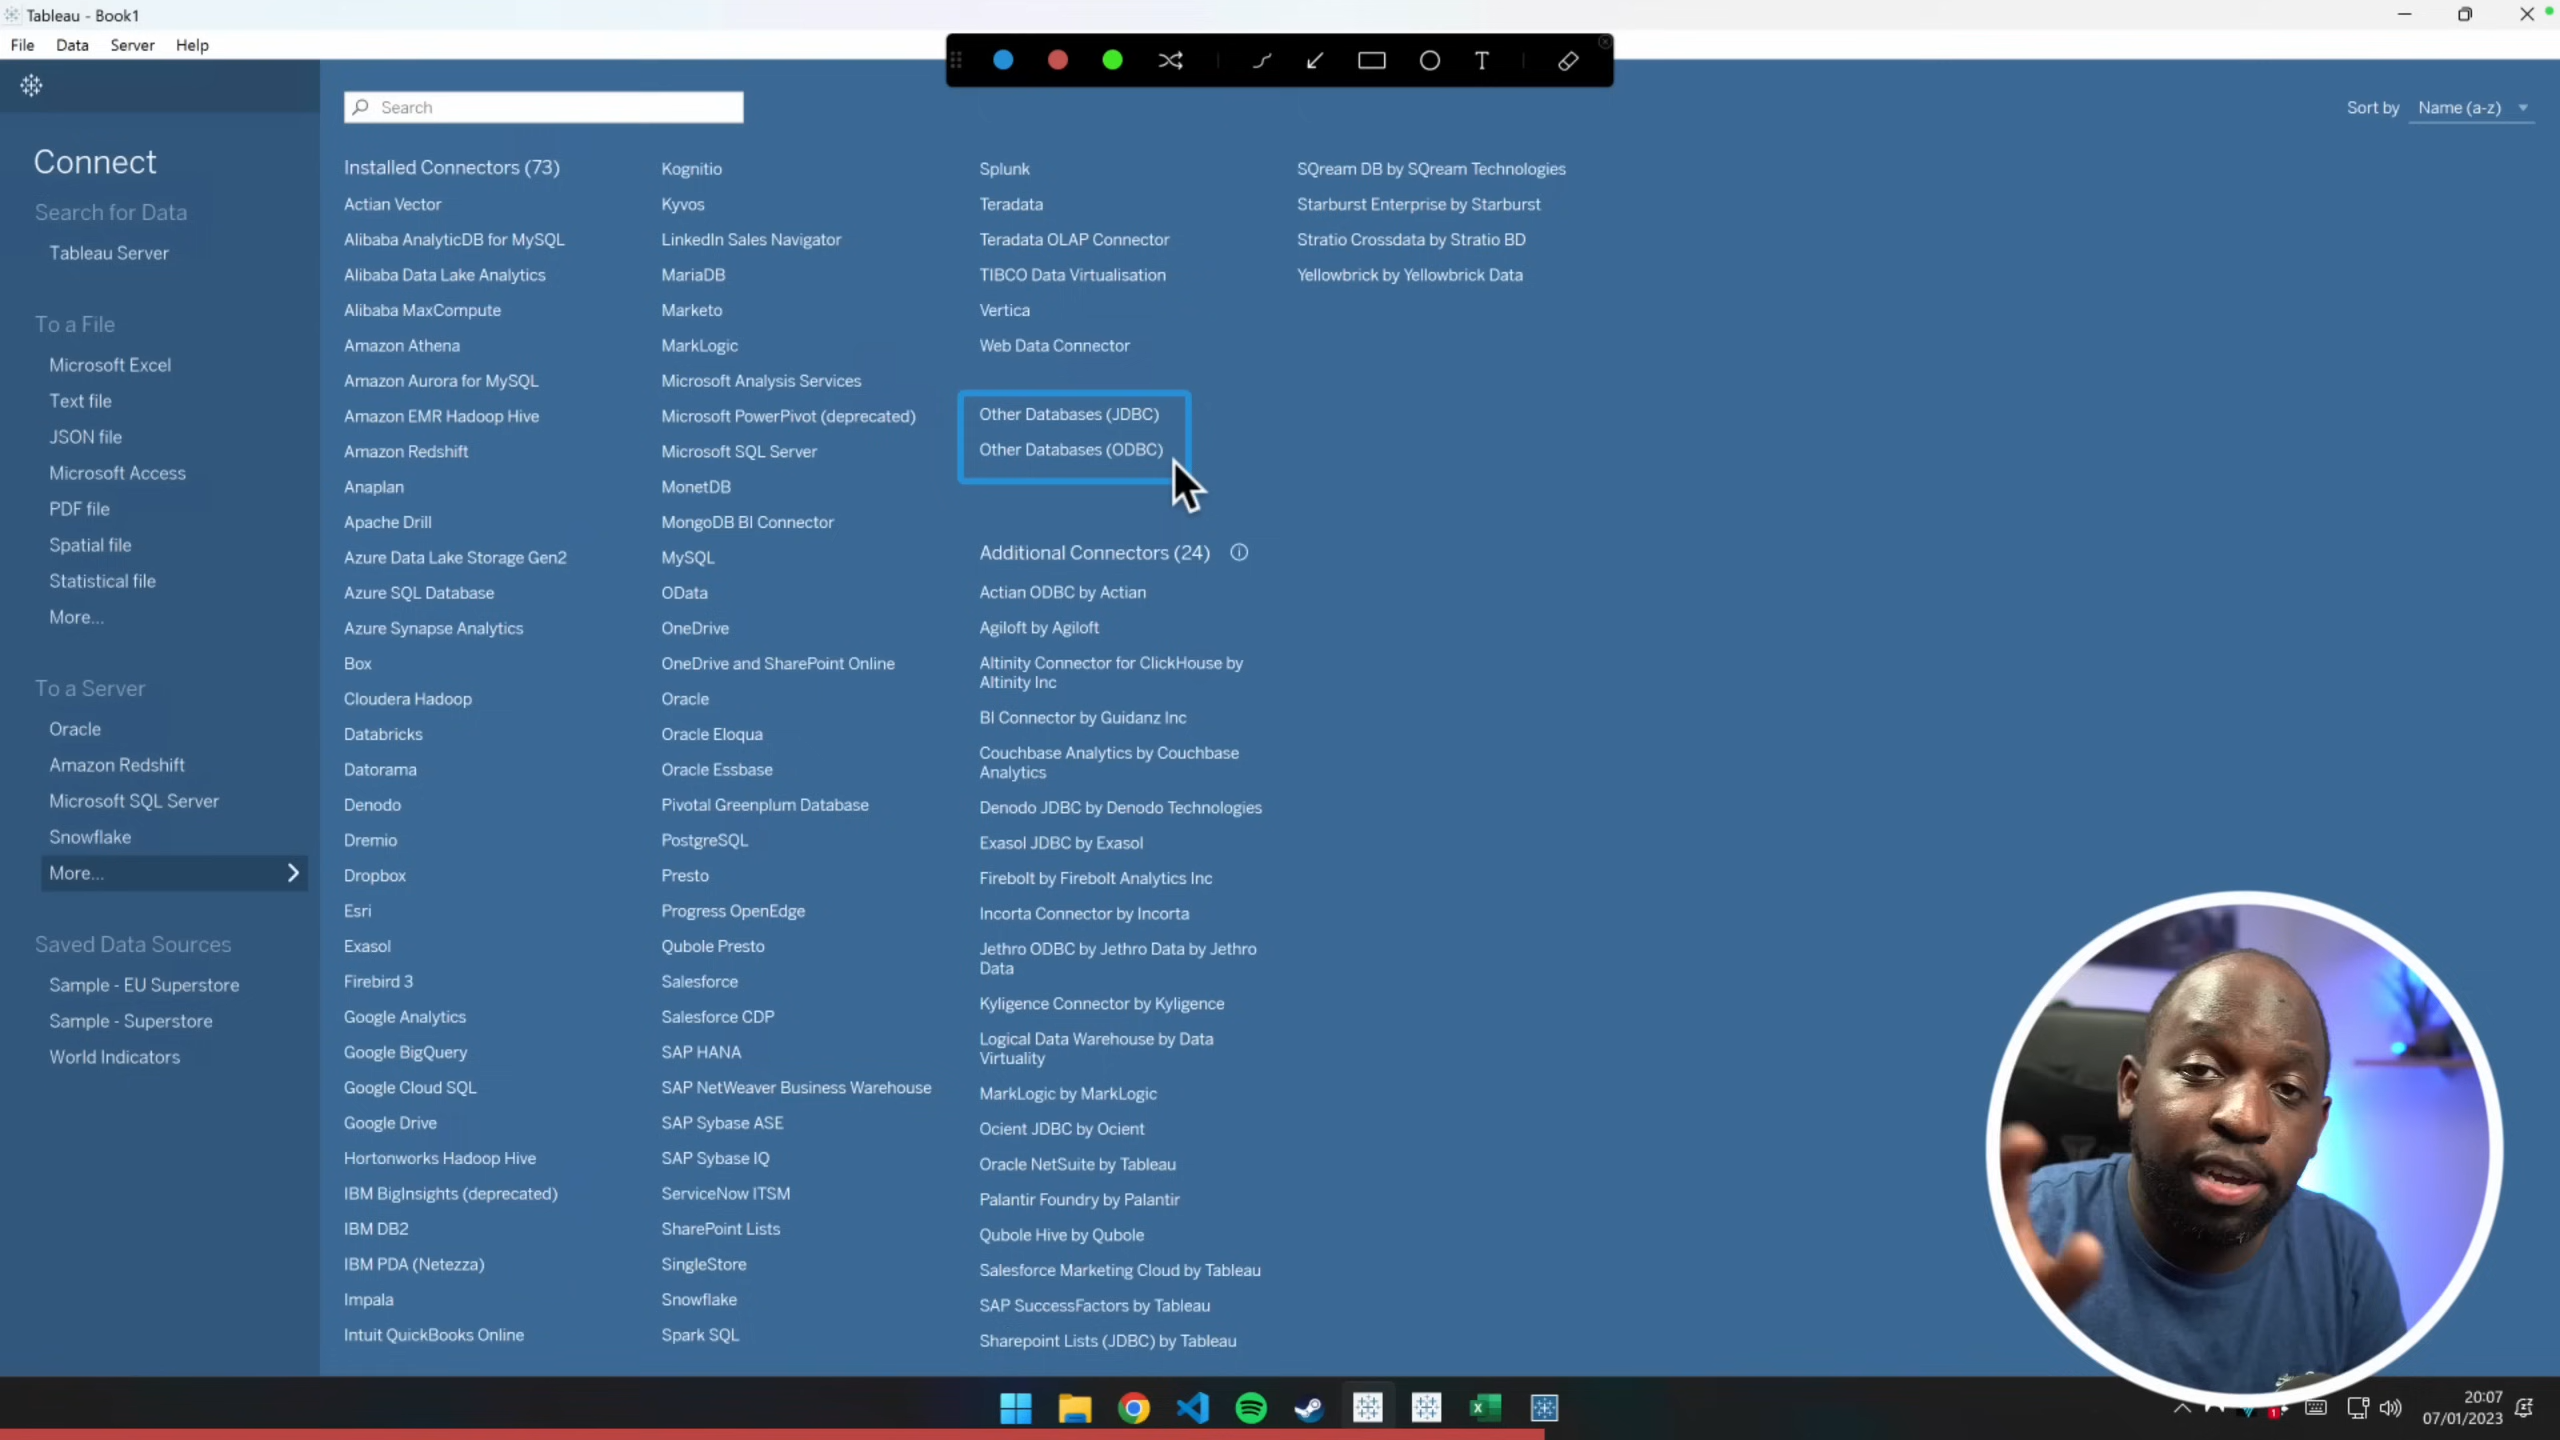 Tableau - Book1
File Data Server Help
T
Search
Sort by Name (a-z)
Connect
Search for Data
Tableau Server
To a File
Microsoft Excel
Text file
JSON file
Microsoft Access
PDF file
Spatial file
Statistical file
More...
To a Server
Oracle
Amazon Redshift
Microsoft SQL Server
Snowflake
More...
Saved Data Sources
Sample - EU Superstore
Sample - Superstore
World Indicators
Installed Connectors (73)
Actian Vector
Alibaba AnalyticDB for MySQL
Alibaba Data Lake Analytics
Alibaba MaxCompute
Amazon Athena
Amazon Aurora for MySQL
Amazon EMR Hadoop Hive
Amazon Redshift
Anaplan
Apache Drill
Azure Data Lake Storage Gen2
Azure SQL Database
Azure Synapse Analytics
Box
Cloudera Hadoop
Databricks
Datorama
Denodo
Dremio
Dropbox
Esri
Exasol
Firebird 3
Google Analytics
Google BigQuery
Google Cloud SQL
Google Drive
Hortonworks Hadoop Hive
IBM BigInsights (deprecated)
IBM DB2
IBM PDA (Netezza)
Impala
Intuit QuickBooks Online
Kognitio
Kyvos
LinkedIn Sales Navigator
MariaDB
Marketo
MarkLogic
Microsoft Analysis Services
Microsoft PowerPivot (deprecated)
Microsoft SQL Server
MonetDB
MongoDB BI Connector
MySQL
OData
OneDrive
OneDrive and SharePoint Online
Oracle
Oracle Eloqua
Oracle Essbase
Pivotal Greenplum Database
PostgreSQL
Presto
Progress OpenEdge
Qubole Presto
Salesforce
Salesforce CDP
SAP HANA
SAP NetWeaver Business Warehouse
SAP Sybase ASE
SAP Sybase IQ
ServiceNow ITSM
SharePoint Lists
SingleStore
Snowflake
Spark SQL
Splunk
Teradata
Teradata OLAP Connector
TIBCO Data Virtualisation
Vertica
Web Data Connector
Other Databases (JDBC)
Other Databases (ODBC)
Additional Connectors (24)
Actian ODBC by Actian
Agiloft by Agiloft
Altinity Connector for ClickHouse by
Altinity Inc
BI Connector by Guidanz Inc
Couchbase Analytics by Couchbase
Analytics
Denodo JDBC by Denodo Technologies
Exasol JDBC by Exasol
Firebolt by Firebolt Analytics Inc
Incorta Connector by Incorta
Jethro ODBC by Jethro Data by Jethro
Data
Kyligence Connector by Kyligence
Logical Data Warehouse by Data
Virtuality
MarkLogic by MarkLogic
Ocient JDBC by Ocient
Oracle NetSuite by Tableau
Palantir Foundry by Palantir
Qubole Hive by Qubole
Salesforce Marketing Cloud by Tableau
SAP SuccessFactors by Tableau
Sharepoint Lists (JDBC) by Tableau
SQream DB by SQream Technologies
Starburst Enterprise by Starburst
Stratio Crossdata by Stratio BD
Yellowbrick by Yellowbrick Data
20:07
07/01/2023